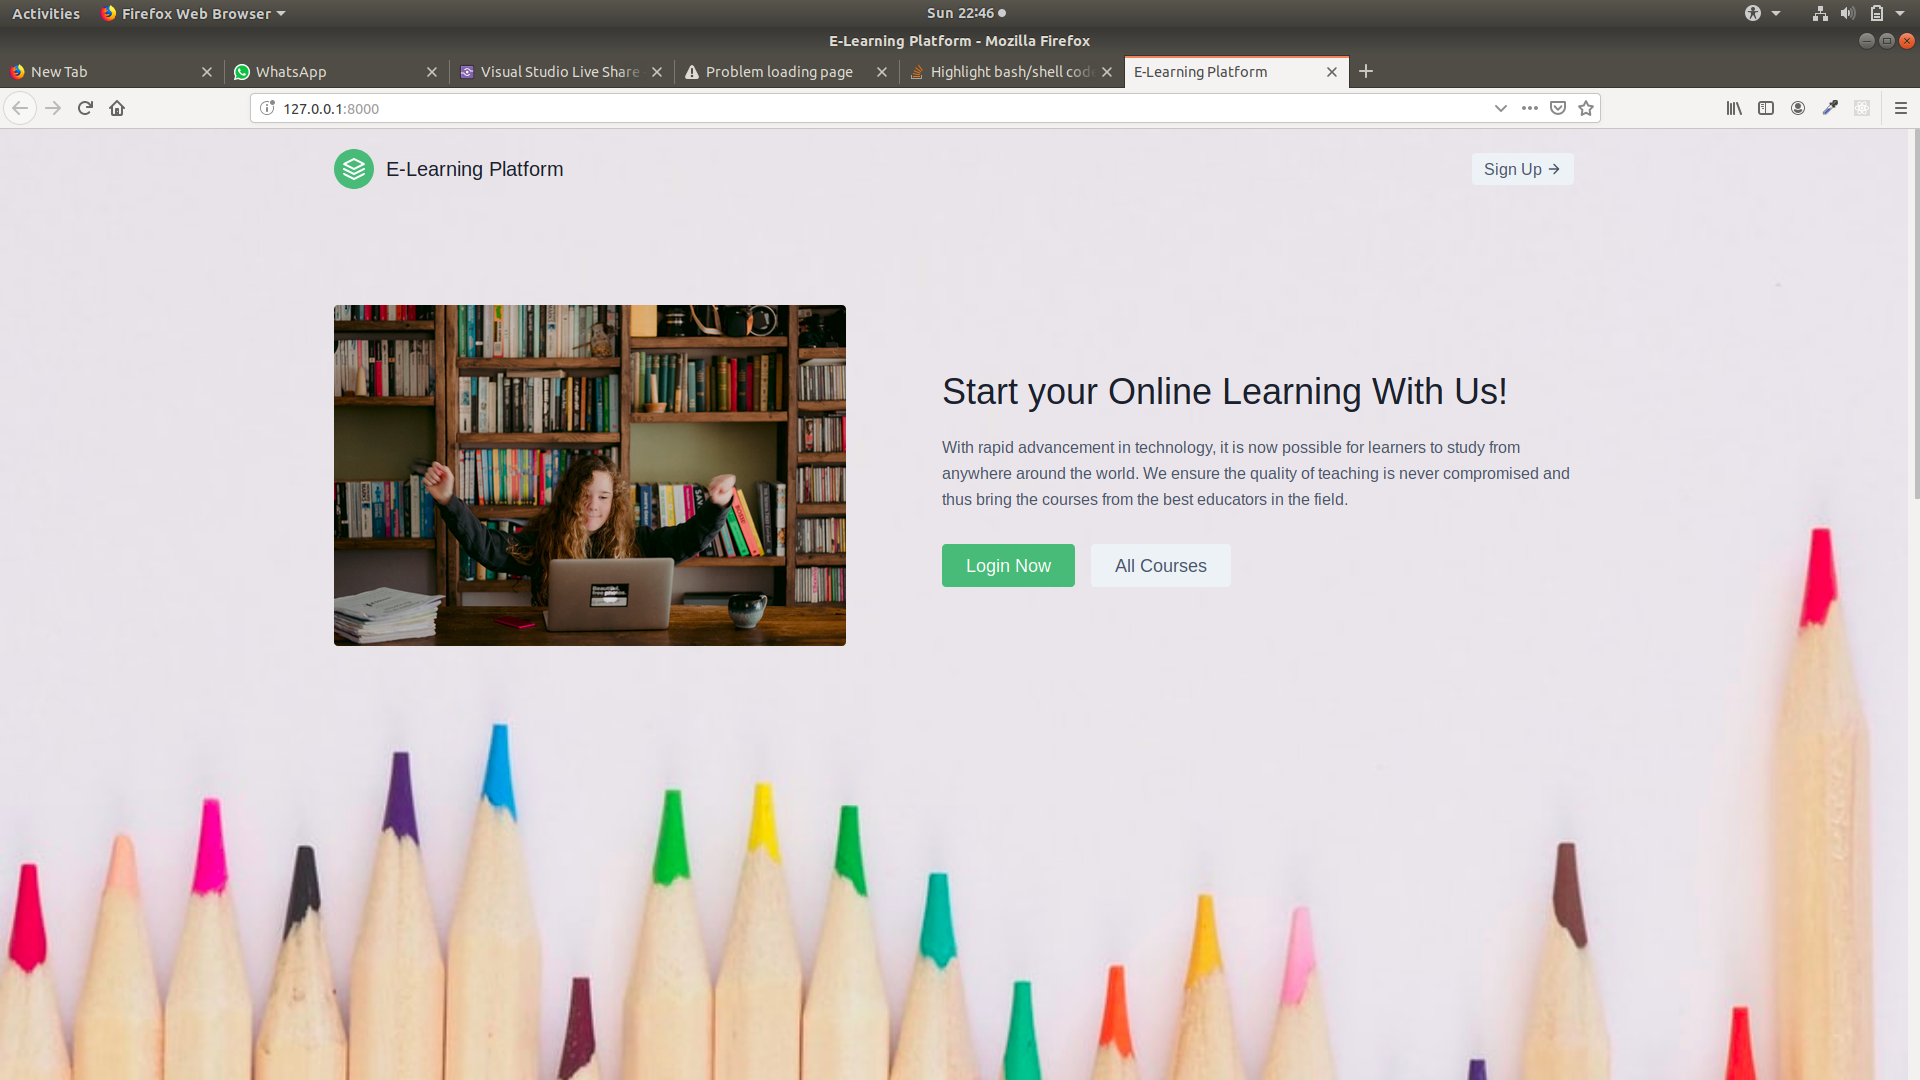 Activities
Firefox Web Browser
Sun 22:46
E-Learning Platform - Mozilla Firefox
New Tab
WhatsApp
Visual Studio Live Share
Problem loading page
Highlight bash/shell code
E-Learning Platform
127.0.0.1:8000
E-Learning Platform
Sign Up
Start your Online Learning With Us!
With rapid advancement in technology, it is now possible for learners to study from
anywhere around the world. We ensure the quality of teaching is never compromised and
thus bring the courses from the best educators in the field.
Beautiful,
free photos.
Login Now
All Courses